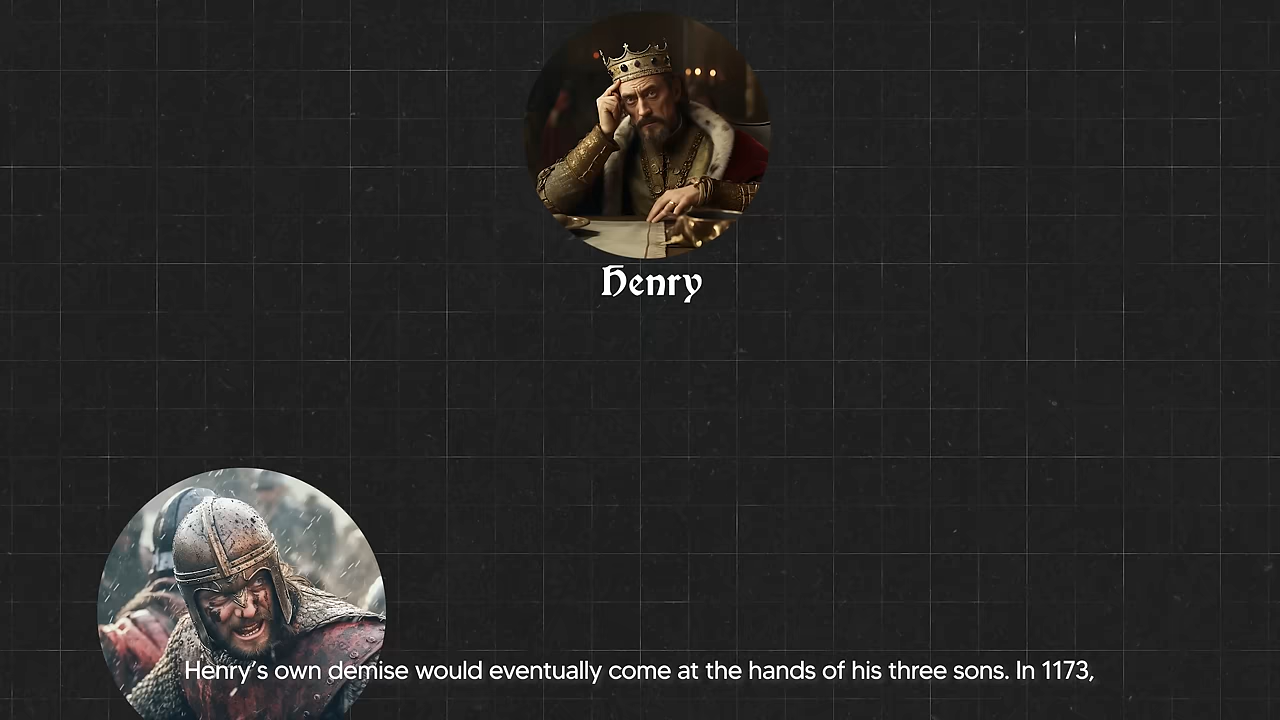 Henry
Henry’s own demise would eventually come at the hands of his three sons. In 1173,